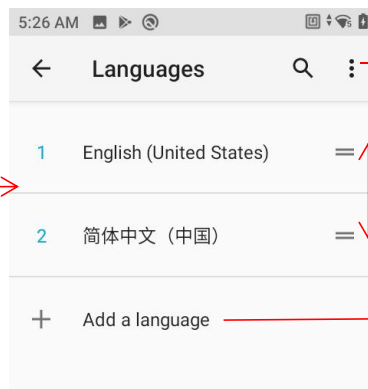 5:26 AM
Languages
1 English (United States)
2 简体中文（中国）
Add a language